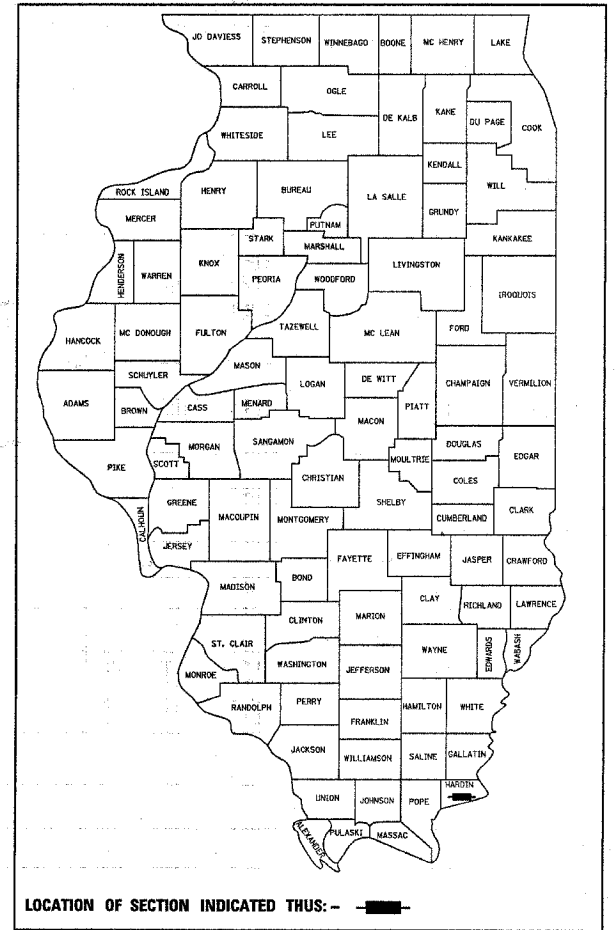 JO DAVIESS
STEPHENSON
WINNEBAGO
BOONE
MC HENRY
LAKE
CARROLL
OGLE
DE KALB
KANE
DU PAGE
COOK
WHITESIDE
LEE
KENDALL
WILL
ROCK ISLAND
HENRY
BUREAU
LA SALLE
GRUNDY
MERCER
PUTNAM
KANKAKEE
STARK
MARSHALL
HENDERSON
WARREN
KNOX
PEORIA
WOODFORD
LIVINGSTON
IROQUOIS
FORD
TAZEWELL
MC LEAN
HANCOCK
MC DONOUGH
FULTON
MASON
SCHUYLER
LOGAN
DE WITT
CHAMPAIGN
VERMILION
ADAMS
BROWN
CASS
MENARD
PIATT
MACON
MORGAN
SANGAMON
DOUGLAS
EDGAR
PIKE
SCOTT
MOULTRIE
CHRISTIAN
COLES
SHELBY
GREENE
MACOUPIN
MONTGOMERY
CUMBERLAND
CLARK
CALHOUN
JERSEY
FAYETTE
EFFINGHAM
JASPER
CRAWFORD
MADISON
BOND
CLAY
RICHLAND
LAWRENCE
CLINTON
MARION
ST. CLAIR
WAYNE
EDWARDS
WABASH
WASHINGTON
JEFFERSON
MONROE
RANDOLPH
PERRY
HAMILTON
WHITE
FRANKLIN
JACKSON
WILLIAMSON
SALINE
GALLATIN
HARDIN
UNION
JOHNSON
POPE
ALEXANDER
PULASKI
MASSAC
LOCATION OF SECTION INDICATED THUS: -